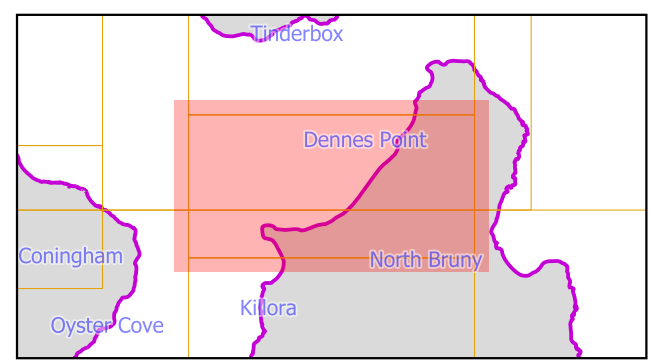 Tinderbox
Dennes Point
Coningham
North Bruny
Killora
Oyster Cove